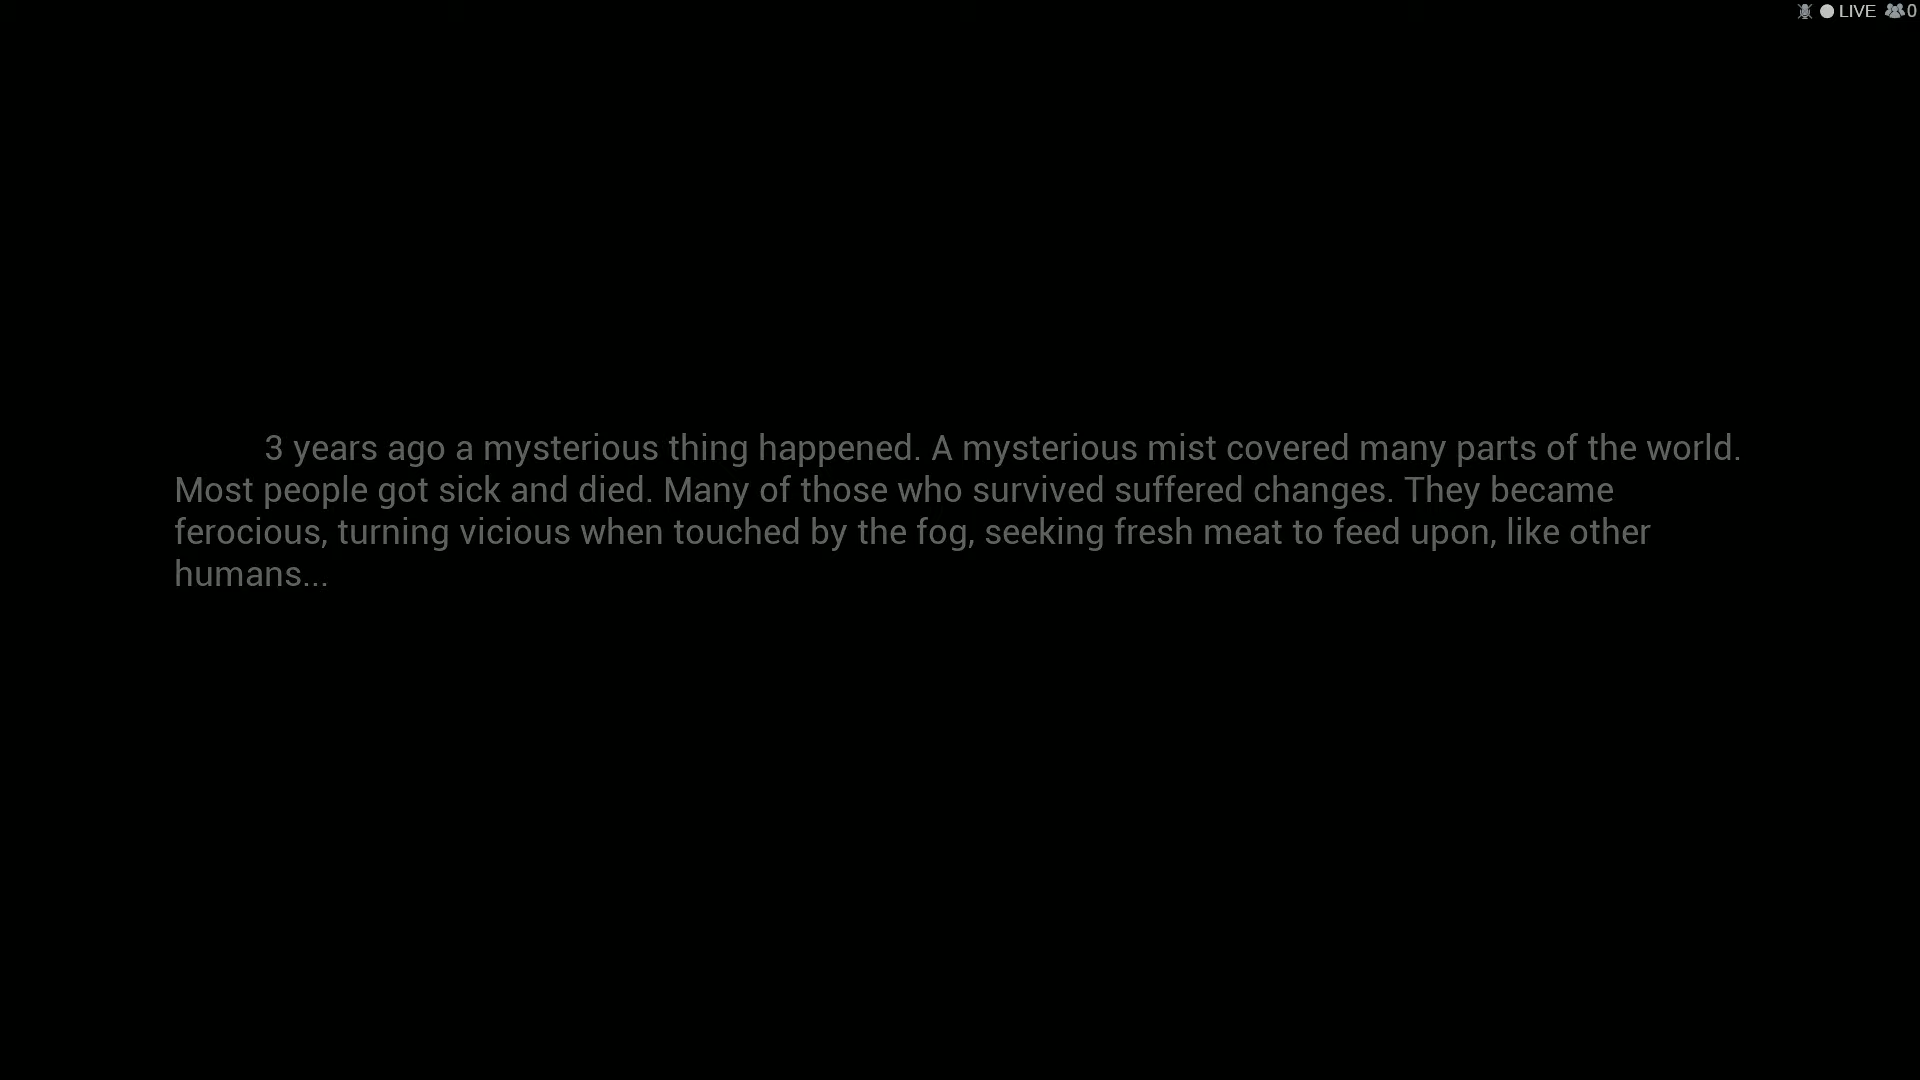 LIVE 0
3 years ago a mysterious thing happened. A mysterious mist covered many parts of the world.
Most people got sick and died. Many of those who survived suffered changes. They became
ferocious, turning vicious when touched by the fog, seeking fresh meat to feed upon, like other
humans...